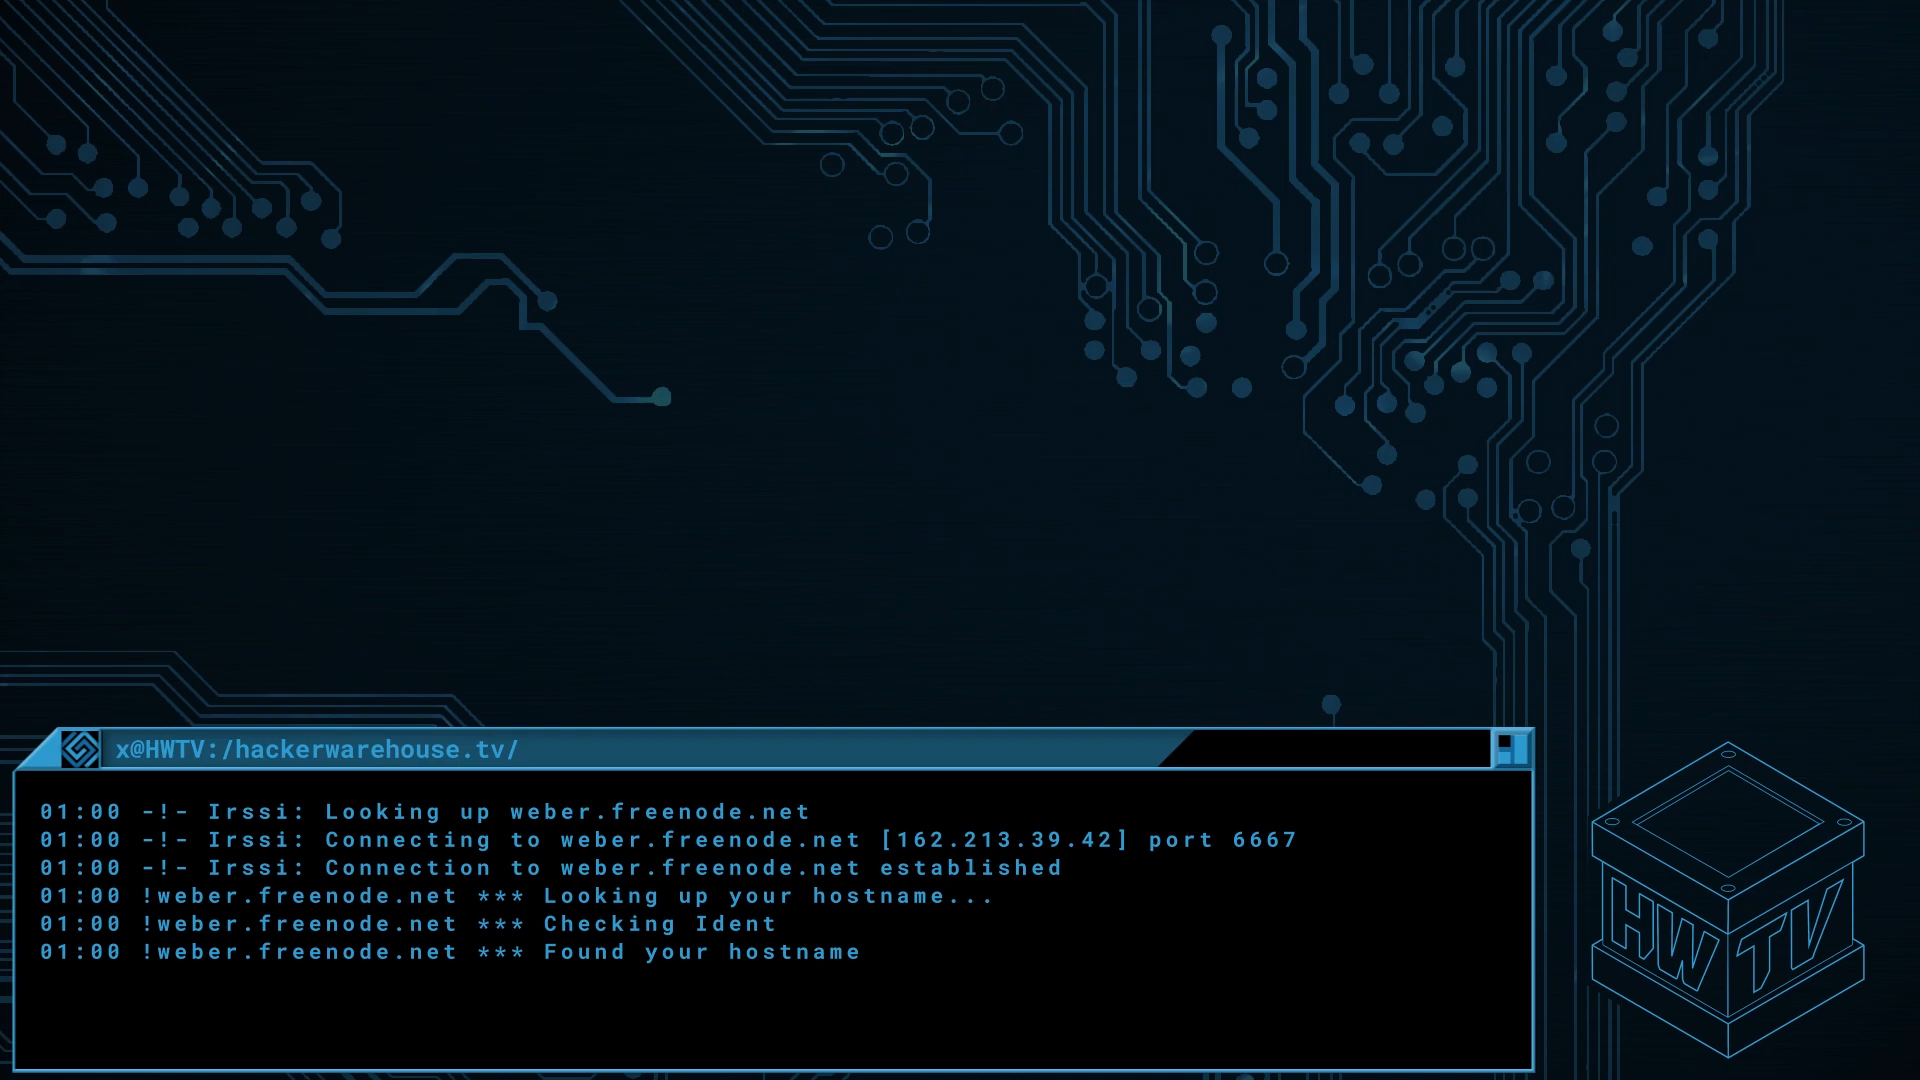 x@HWTV:/hackerwarehouse.tv/
01:00 -!- Irssi: Looking up weber.freenode.net
01:00 -!- Irssi: Connecting to weber.freenode.net [162.213.39.42] port 6667
01:00 -!- Irssi: Connection to weber.freenode.net established
01:00 !weber.freenode.net *** Looking up your hostname...
01:00 !weber.freenode.net *** Checking Ident
01:00 !weber.freenode.net *** Found your hostname
HW TV